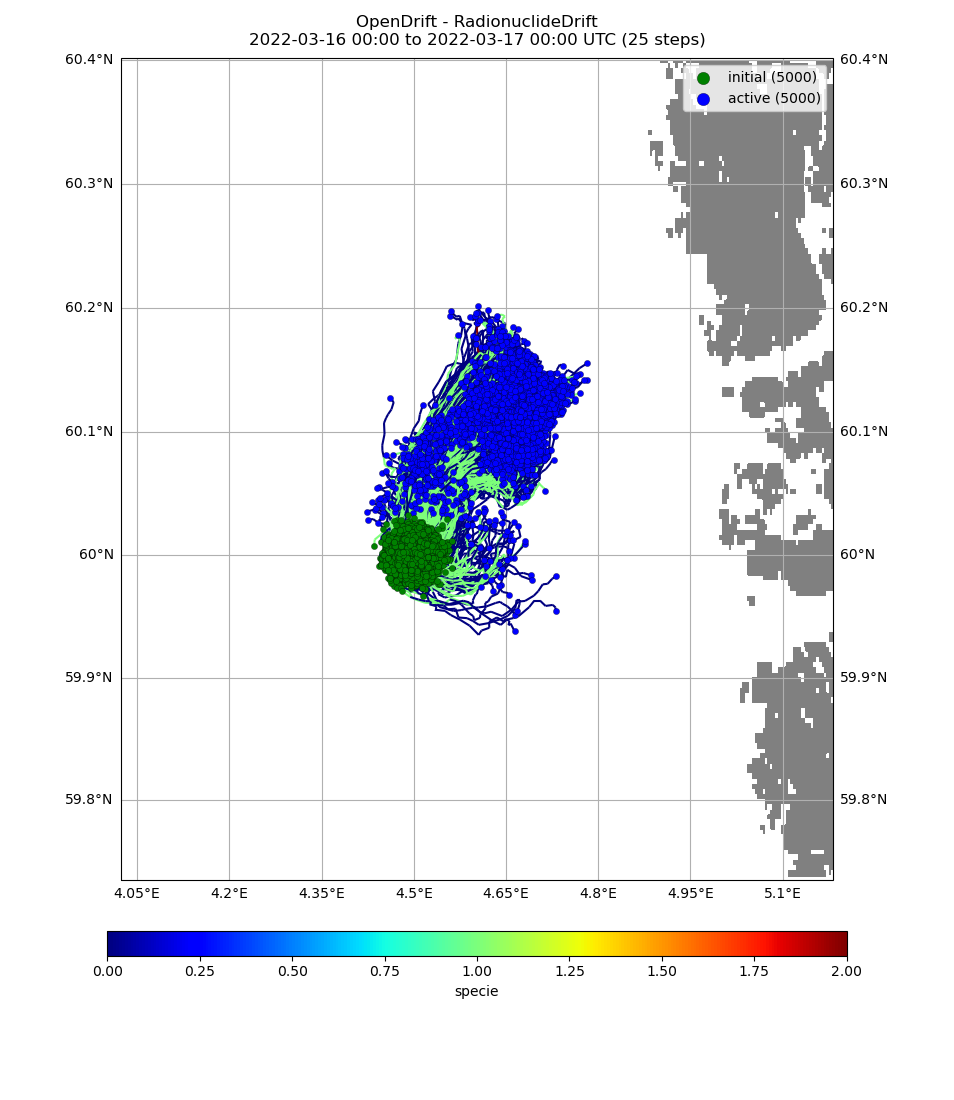 OpenDrift - RadionuclideDrift
2022-03-16 00:00 to 2022-03-17 00:00 UTC (25 steps)
60.4°N
60.4°N
initial (5000)
active (5000)
60.3°N
60.3°N
60.2°N
60.2°N
60.1°N
60.1°N
60°N
60°N
59.9°N
59.9°N
59.8°N
59.8°N
4.05°E 4.2°E 4.35°E 4.5°E 4.65°E 4.8°E 4.95°E 5.1°E
0.00 0.25 0.50 0.75 1.00 1.25 1.50 1.75 2.00
specie